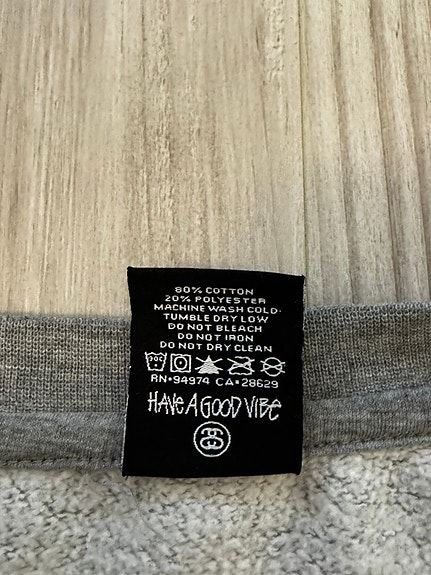 80% COTTON
20% POLYESTER
MACHINE WASH COLD·
TUMBLE DRY LOW
DO NOT BLEACH
DO NOT IRON
DO NOT DRY CLEAN
RN·94974 CA·28629
HAVE A GOOD VIBE